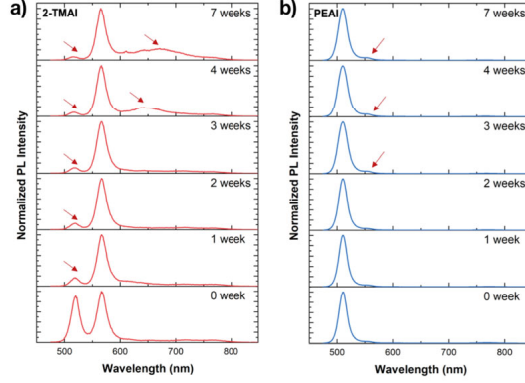 a)
2-TMAI
7 weeks
4 weeks
3 weeks
2 weeks
1 week
0 week
Normalized PL Intensity
500 600 700 800
Wavelength (nm)
b)
PEAI
7 weeks
4 weeks
3 weeks
2 weeks
1 week
0 week
Normalized PL Intensity
500 600 700 800
Wavelength (nm)